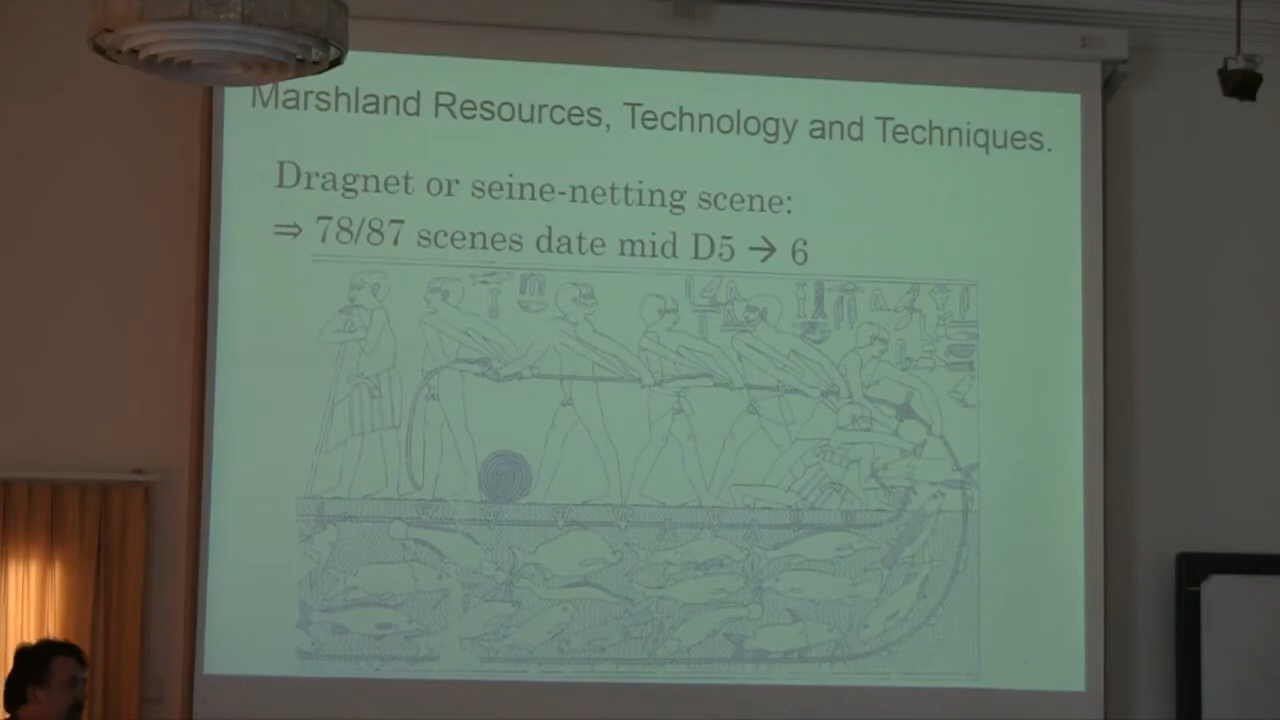 Marshland Resources, Technology and Techniques.
Dragnet or seine-netting scene:
⇒ 78/87 scenes date mid D5 → 6